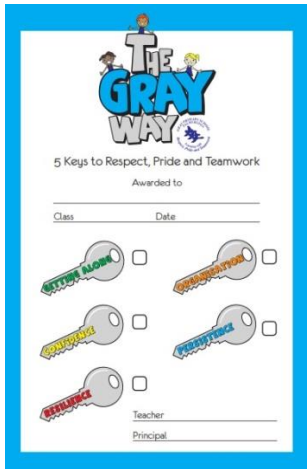 THE
GRAY
WAY
5 Keys to Respect, Pride and Teamwork
Awarded to
Class Date
GETTING ALONG
ORGANISATION
CONFIDENCE
PERSISTENCE
RESILIENCE
Teacher
Principal